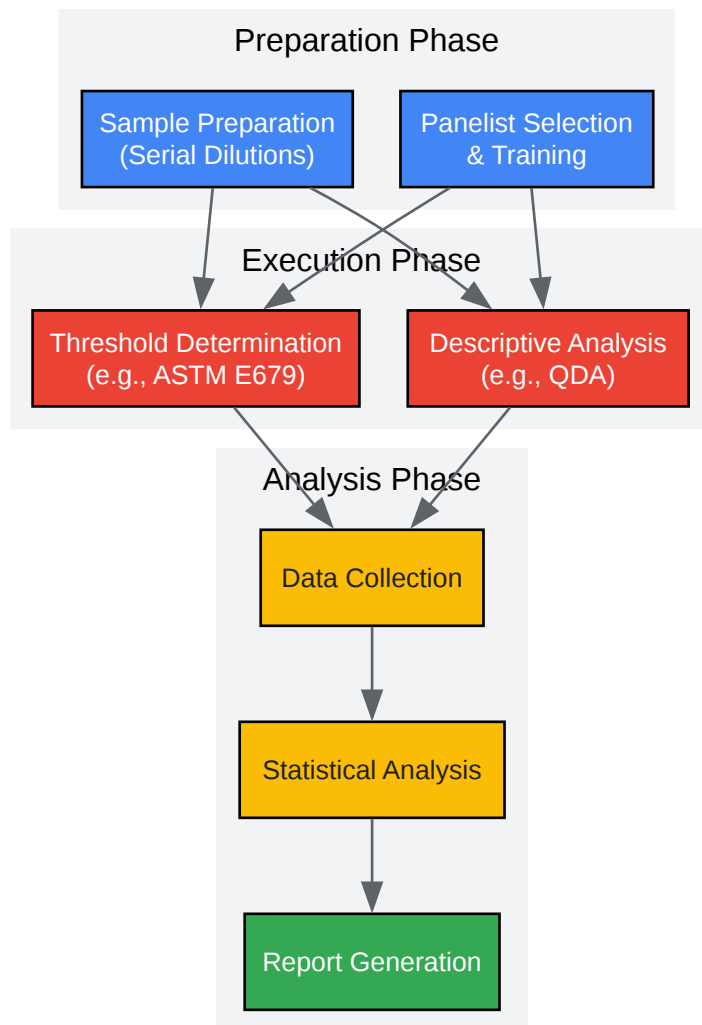 Preparation Phase
Sample Preparation
(Serial Dilutions)
Panelist Selection
& Training
Execution Phase
Threshold Determination
(e.g., ASTM E679)
Descriptive Analysis
(e.g., QDA)
Analysis Phase
Data Collection
Statistical Analysis
Report Generation